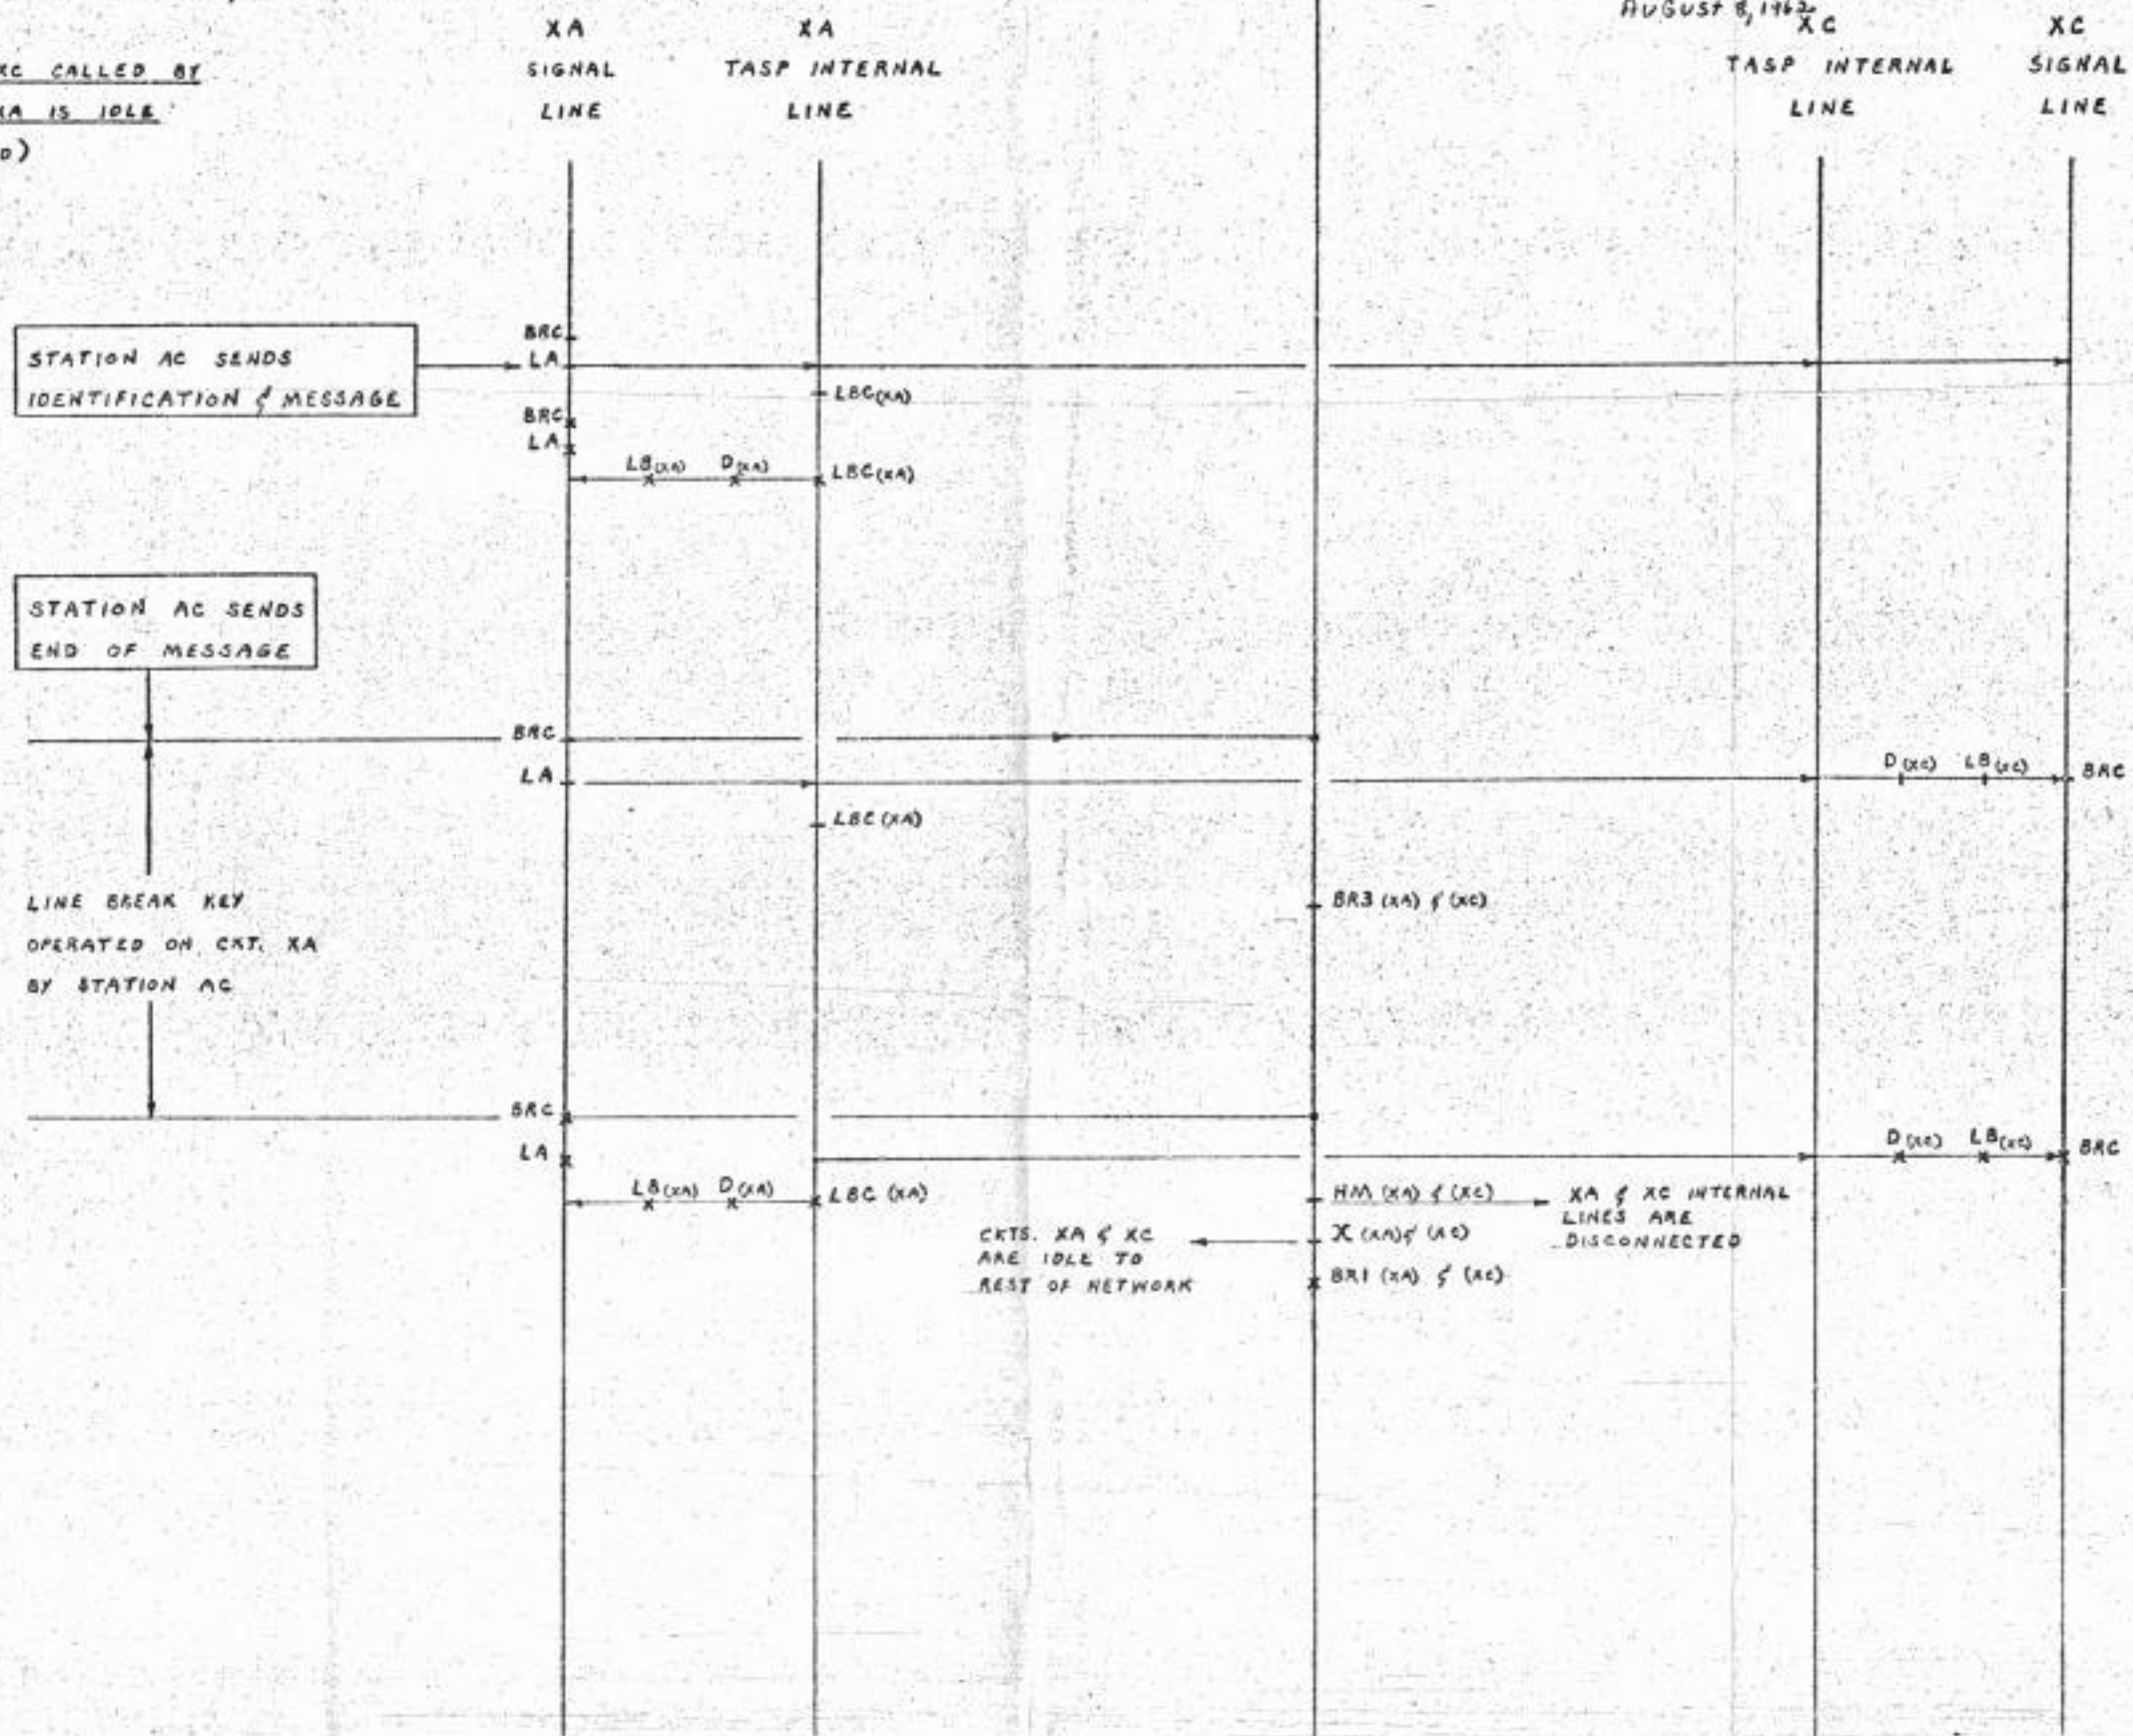 AUGUST 8, 1962
XA
SIGNAL
LINE
XA
TASP INTERNAL
LINE
XC
TASP INTERNAL
LINE
XC
SIGNAL
LINE
XC CALLED BY
XA IS IDLE
STATION AC SENDS
IDENTIFICATION & MESSAGE
BRC
LA
LBC(XA)
BRC
LA
LB(XA) D(XA) LBC(XA)
STATION AC SENDS
END OF MESSAGE
BRC
LA
D(XC) LB(XC) BRC
LBC(XA)
LINE BREAK KEY
OPERATED ON CKT. XA
BY STATION AC
BR3 (XA) & (XC)
BRC
LA
D(XC) LB(XC) BRC
LB(XA) D(XA) LBC (XA)
HM (XA) & (XC)
XA & XC INTERNAL
LINES ARE
DISCONNECTED
CKTS. XA & XC
ARE IDLE TO
REST OF NETWORK
X (XA) & (XC)
BR1 (XA) & (XC)